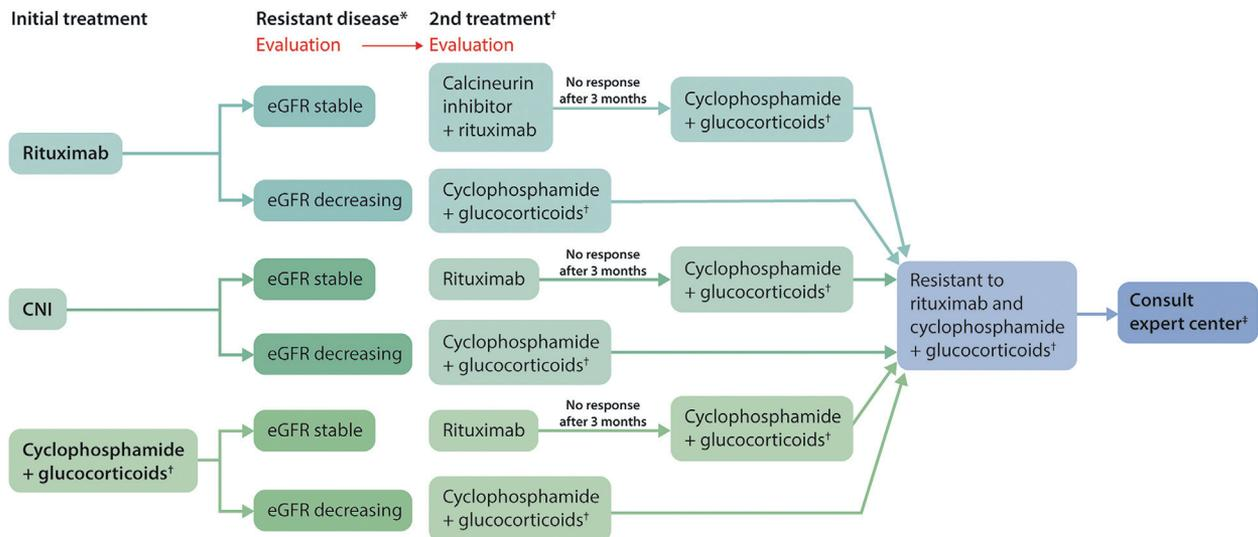 Initial treatment
Resistant disease*
2nd treatment†
Evaluation
Evaluation
Rituximab
eGFR stable
Calcineurin
inhibitor
+ rituximab
No response
after 3 months
Cyclophosphamide
+ glucocorticoids†
eGFR decreasing
Cyclophosphamide
+ glucocorticoids†
CNI
eGFR stable
Rituximab
No response
after 3 months
Cyclophosphamide
+ glucocorticoids†
eGFR decreasing
Cyclophosphamide
+ glucocorticoids†
Cyclophosphamide
+ glucocorticoids†
eGFR stable
Rituximab
No response
after 3 months
Cyclophosphamide
+ glucocorticoids†
eGFR decreasing
Cyclophosphamide
+ glucocorticoids†
Resistant to
rituximab and
cyclophosphamide
+ glucocorticoids†
Consult
expert center‡